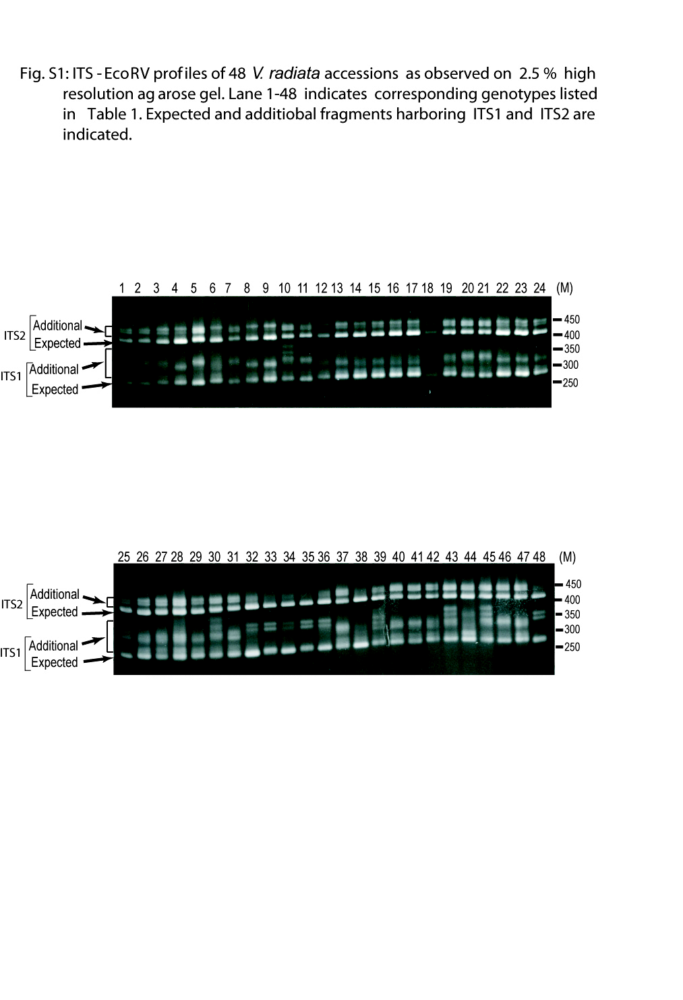 Fig. S1: ITS - EcoRV profiles of 48 V. radiata accessions as observed on 2.5 % high
resolution ag arose gel. Lane 1-48 indicates corresponding genotypes listed
in Table 1. Expected and additiobal fragments harboring ITS1 and ITS2 are
indicated.
1 2 3 4 5 6 7 8 9 10 11 12 13 14 15 16 17 18 19 20 21 22 23 24 (M)
ITS2
Additional
Expected
ITS1
Additional
Expected
450
400
350
300
250
25 26 27 28 29 30 31 32 33 34 35 36 37 38 39 40 41 42 43 44 45 46 47 48 (M)
ITS2
Additional
Expected
ITS1
Additional
Expected
450
400
350
300
250